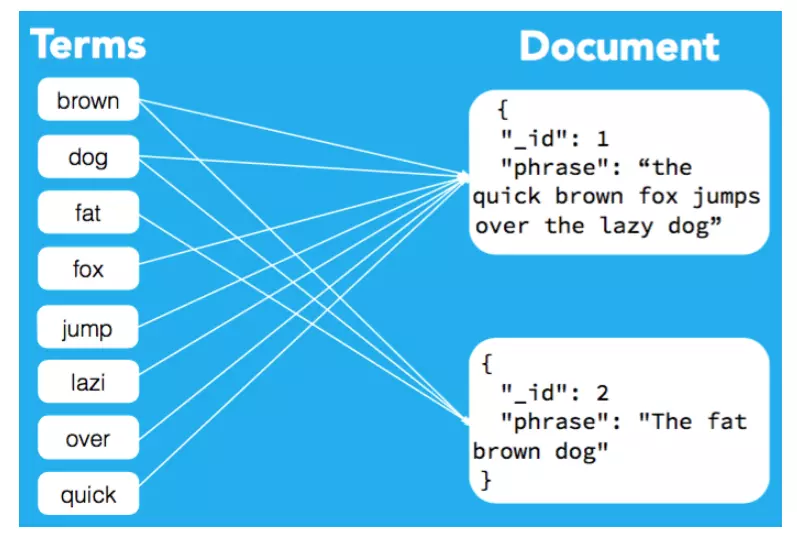 Terms
brown
dog
fat
fox
jump
lazi
over
quick
Document
{
"_id": 1
"phrase": “the
quick brown fox jumps
over the lazy dog”
{
"_id": 2
"phrase": "The fat
brown dog"
}